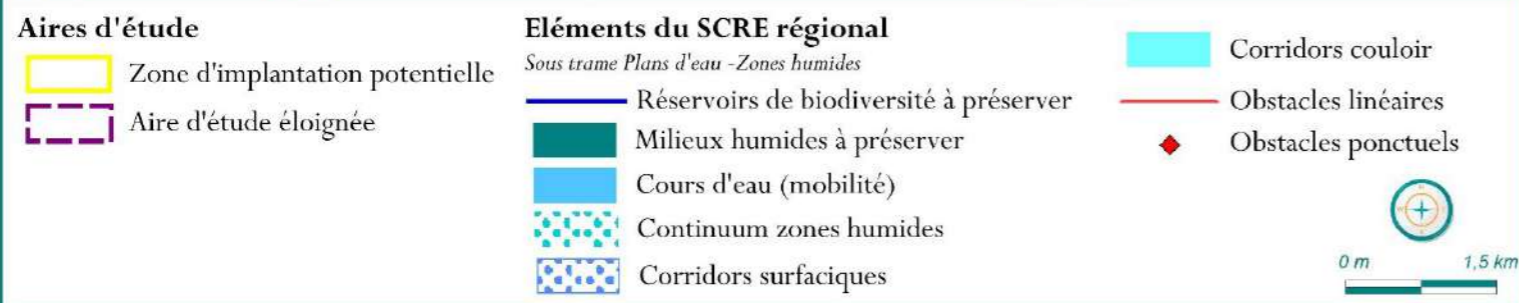 Aires d'étude
Zone d'implantation potentielle
Aire d'étude éloignée
Eléments du SCRE régional
Sous trame Plans d'eau -Zones humides
Réservoirs de biodiversité à préserver
Milieux humides à préserver
Cours d'eau (mobilité)
Continuum zones humides
Corridors surfaciques
Corridors couloir
Obstacles linéaires
Obstacles ponctuels
0 m 1,5 km